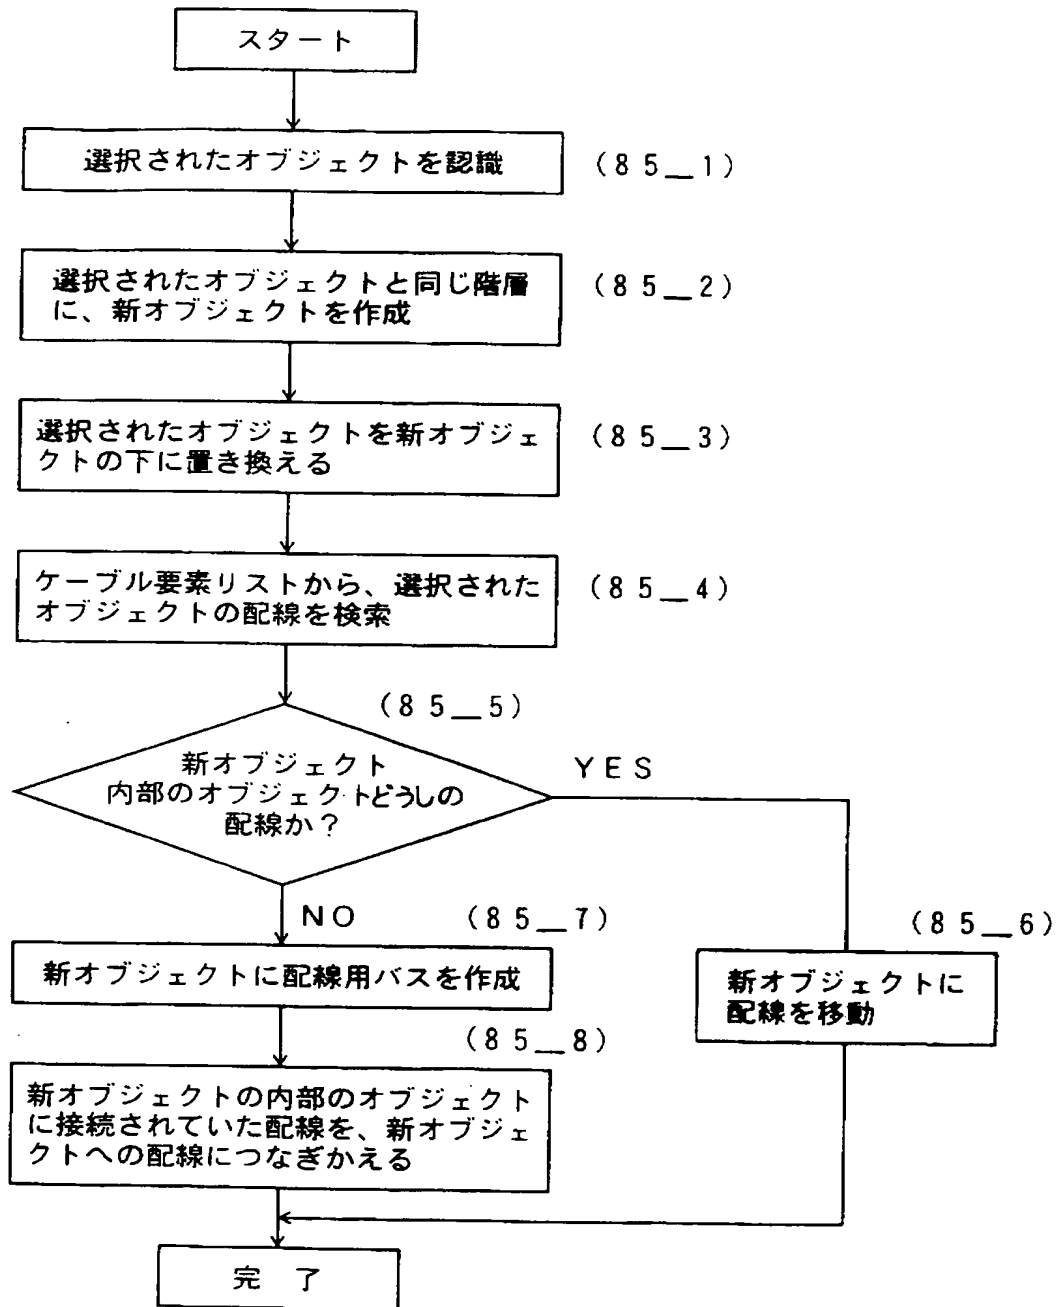 スタート
選択されたオブジェクトを認識
(85__1)
選択されたオブジェクトと同じ階層
に、新オブジェクトを作成
(85__2)
選択されたオブジェクトを新オブジェ
クトの下に置き換える
(85__3)
ケーブル要素リストから、選択された
オブジェクトの配線を検索
(85__4)
(85__5)
新オブジェクト
内部のオブジェクトどうしの
配線か?
YES
NO
(85__7)
(85__6)
新オブジェクトに配線用バスを作成
新オブジェクトに
配線を移動
(85__8)
新オブジェクトの内部のオブジェクト
に接続されていた配線を、新オブジェ
クトへの配線につなぎかえる
完 了